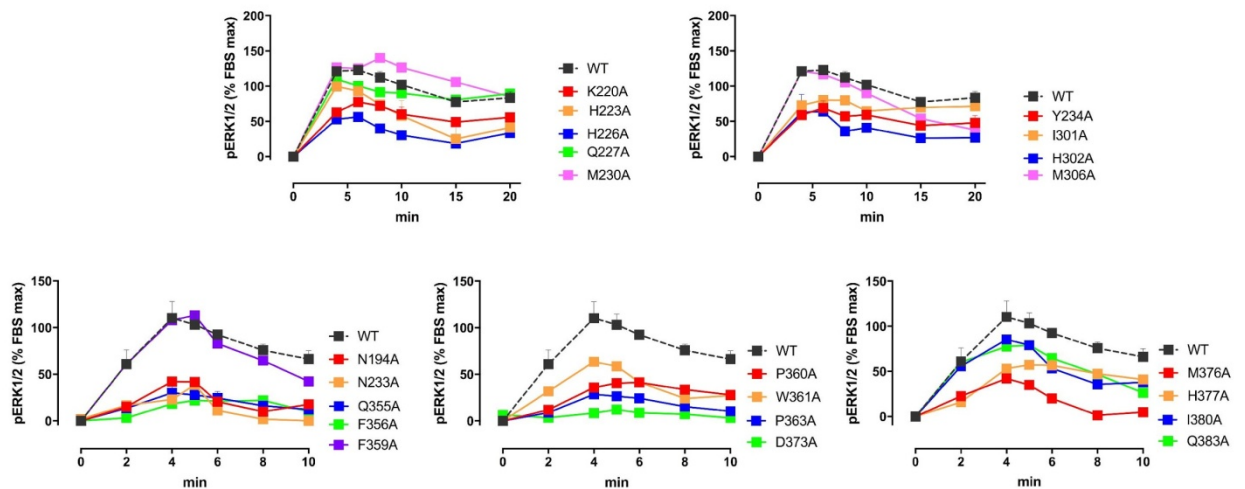 150
100
50
0
pERK1/2 (% FBS max)
0 5 10 15 20
min
WT
K220A
H223A
H226A
Q227A
M230A
150
100
50
0
pERK1/2 (% FBS max)
0 5 10 15 20
min
WT
Y234A
I301A
H302A
M306A
150
100
50
0
pERK1/2 (% FBS max)
0 2 4 6 8 10
min
WT
N194A
N233A
Q355A
F356A
F359A
150
100
50
0
pERK1/2 (% FBS max)
0 2 4 6 8 10
min
WT
P360A
W361A
P363A
D373A
150
100
50
0
pERK1/2 (% FBS max)
0 2 4 6 8 10
min
WT
M376A
H377A
I380A
Q383A